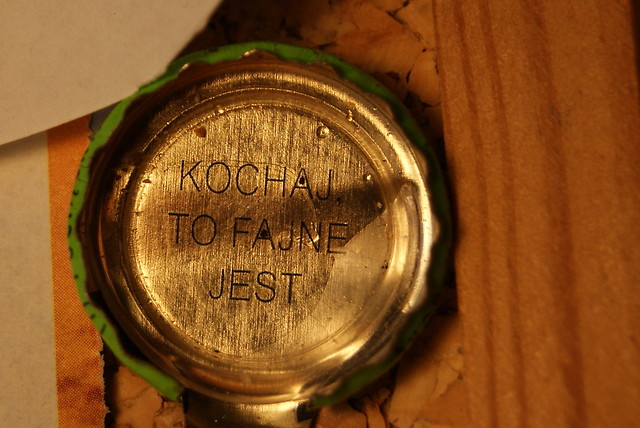 KOCHAJ,
TO FAJNE
JEST